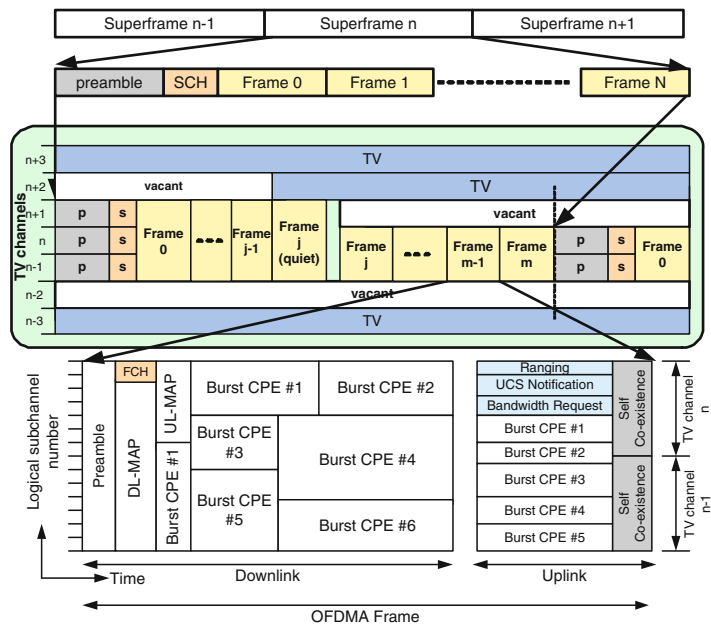 Superframe n-1
Superframe n
Superframe n+1
preamble
SCH
Frame 0
Frame 1
Frame N
TV channels
n+3
TV
n+2
vacant
TV
n+1
p
s
Frame
0
Frame
j-1
Frame
j
(quiet)
vacant
n
p
s
Frame
j
Frame
m-1
Frame
m
p
s
Frame
0
n-1
p
s
p
s
n-2
vacant
n-3
TV
Logical subchannel
number
Time
Preamble
FCH
DL-MAP
UL-MAP
Burst CPE #1
Burst CPE #1
Burst CPE #2
Burst CPE
#3
Burst CPE #4
Burst CPE
#5
Burst CPE #6
Ranging
UCS Notification
Bandwidth Request
Burst CPE #1
Burst CPE #2
Burst CPE #3
Burst CPE #4
Burst CPE #5
Self
Co-existence
Self
Co-existence
TV channel
n
TV channel
n-1
Downlink
Uplink
OFDMA Frame